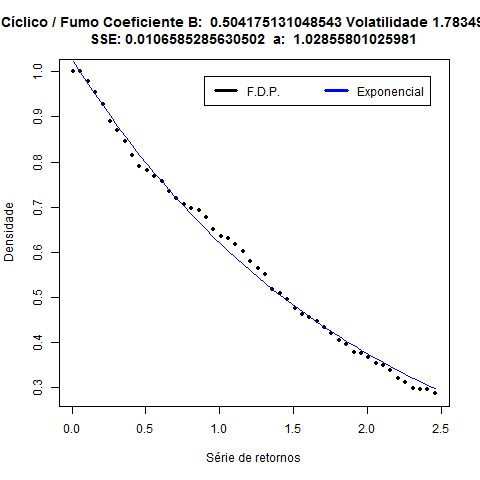 Cíclico / Fumo Coeficiente B: 0.504175131048543 Volatilidade 1.78349
SSE: 0.0106585285630502 a: 1.02855801025981
F.D.P.
Exponencial
Densidade
1.0
0.9
0.8
0.7
0.6
0.5
0.4
0.3
0.0
0.5
1.0
1.5
2.0
2.5
Série de retornos